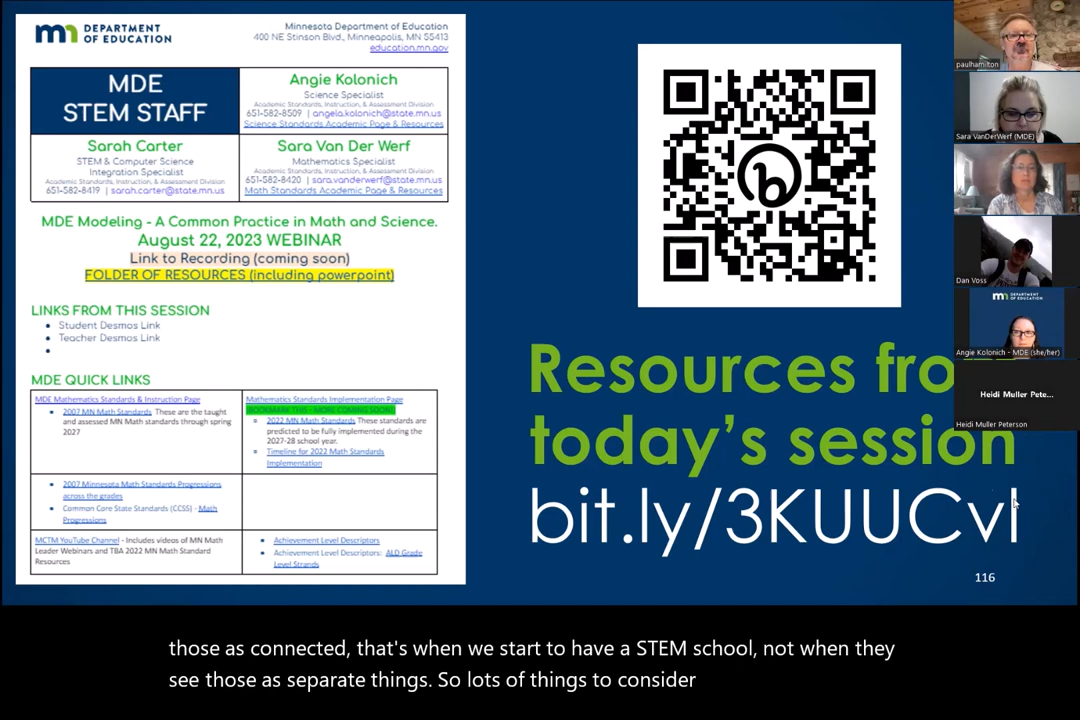 DEPARTMENT
OF EDUCATION
Minnesota Department of Education
400 NE Stinson Blvd., Minneapolis, MN 55413
education.mn.gov
MDE
STEM STAFF
Angie Kolonich
Science Specialist
Academic Standards, Instruction, & Assessment Division
651-582-8509 | angela.kolonich@state.mn.us
Science Standards Academic Page & Resources
Sarah Carter
STEM & Computer Science
Integration Specialist
Academic Standards, Instruction, & Assessment Division
651-582-8419 | sarah.carter@state.mn.us
Sara Van Der Werf
Mathematics Specialist
Academic Standards, Instruction, & Assessment Division
651-582-8420 | sara.vanderwerf@state.mn.us
Math Standards Academic Page & Resources
MDE Modeling - A Common Practice in Math and Science.
August 22, 2023 WEBINAR
Link to Recording (coming soon)
FOLDER OF RESOURCES (including powerpoint)
LINKS FROM THIS SESSION
• Student Desmos Link
• Teacher Desmos Link
•
MDE QUICK LINKS
MDE Mathematics Standards & Instruction Page
• 2007 MN Math Standards These are the taught
and assessed MN Math standards through spring
2027
Mathematics Standards Implementation Page
(BOOKMARK THIS - MORE COMING SOON!)
○ 2022 MN Math Standards These standards are
predicted to be fully implemented during the
2027-28 school year.
○ Timeline for 2022 Math Standards
Implementation
• 2007 Minnesota Math Standards Progressions
across the grades
• Common Core State Standards (CCSS) - Math
Progressions
MCTM YouTube Channel - Includes videos of MN Math
Leader Webinars and TBA 2022 MN Math Standard
Resources
• Achievement Level Descriptors
• Achievement Level Descriptors: ALD Grade
Level Strands
b
Resources fro
today's session
bit.ly/3KUUCvl
116
paulhamilton
Sara VanDerWerf (MDE)
Dan Voss
mn DEPARTMENT
OF EDUCATION
Angie Kolonich - MDE (she/her)
Heidi Muller Pete...
Heidi Muller Peterson
those as connected, that's when we start to have a STEM school, not when they
see those as separate things. So lots of things to consider